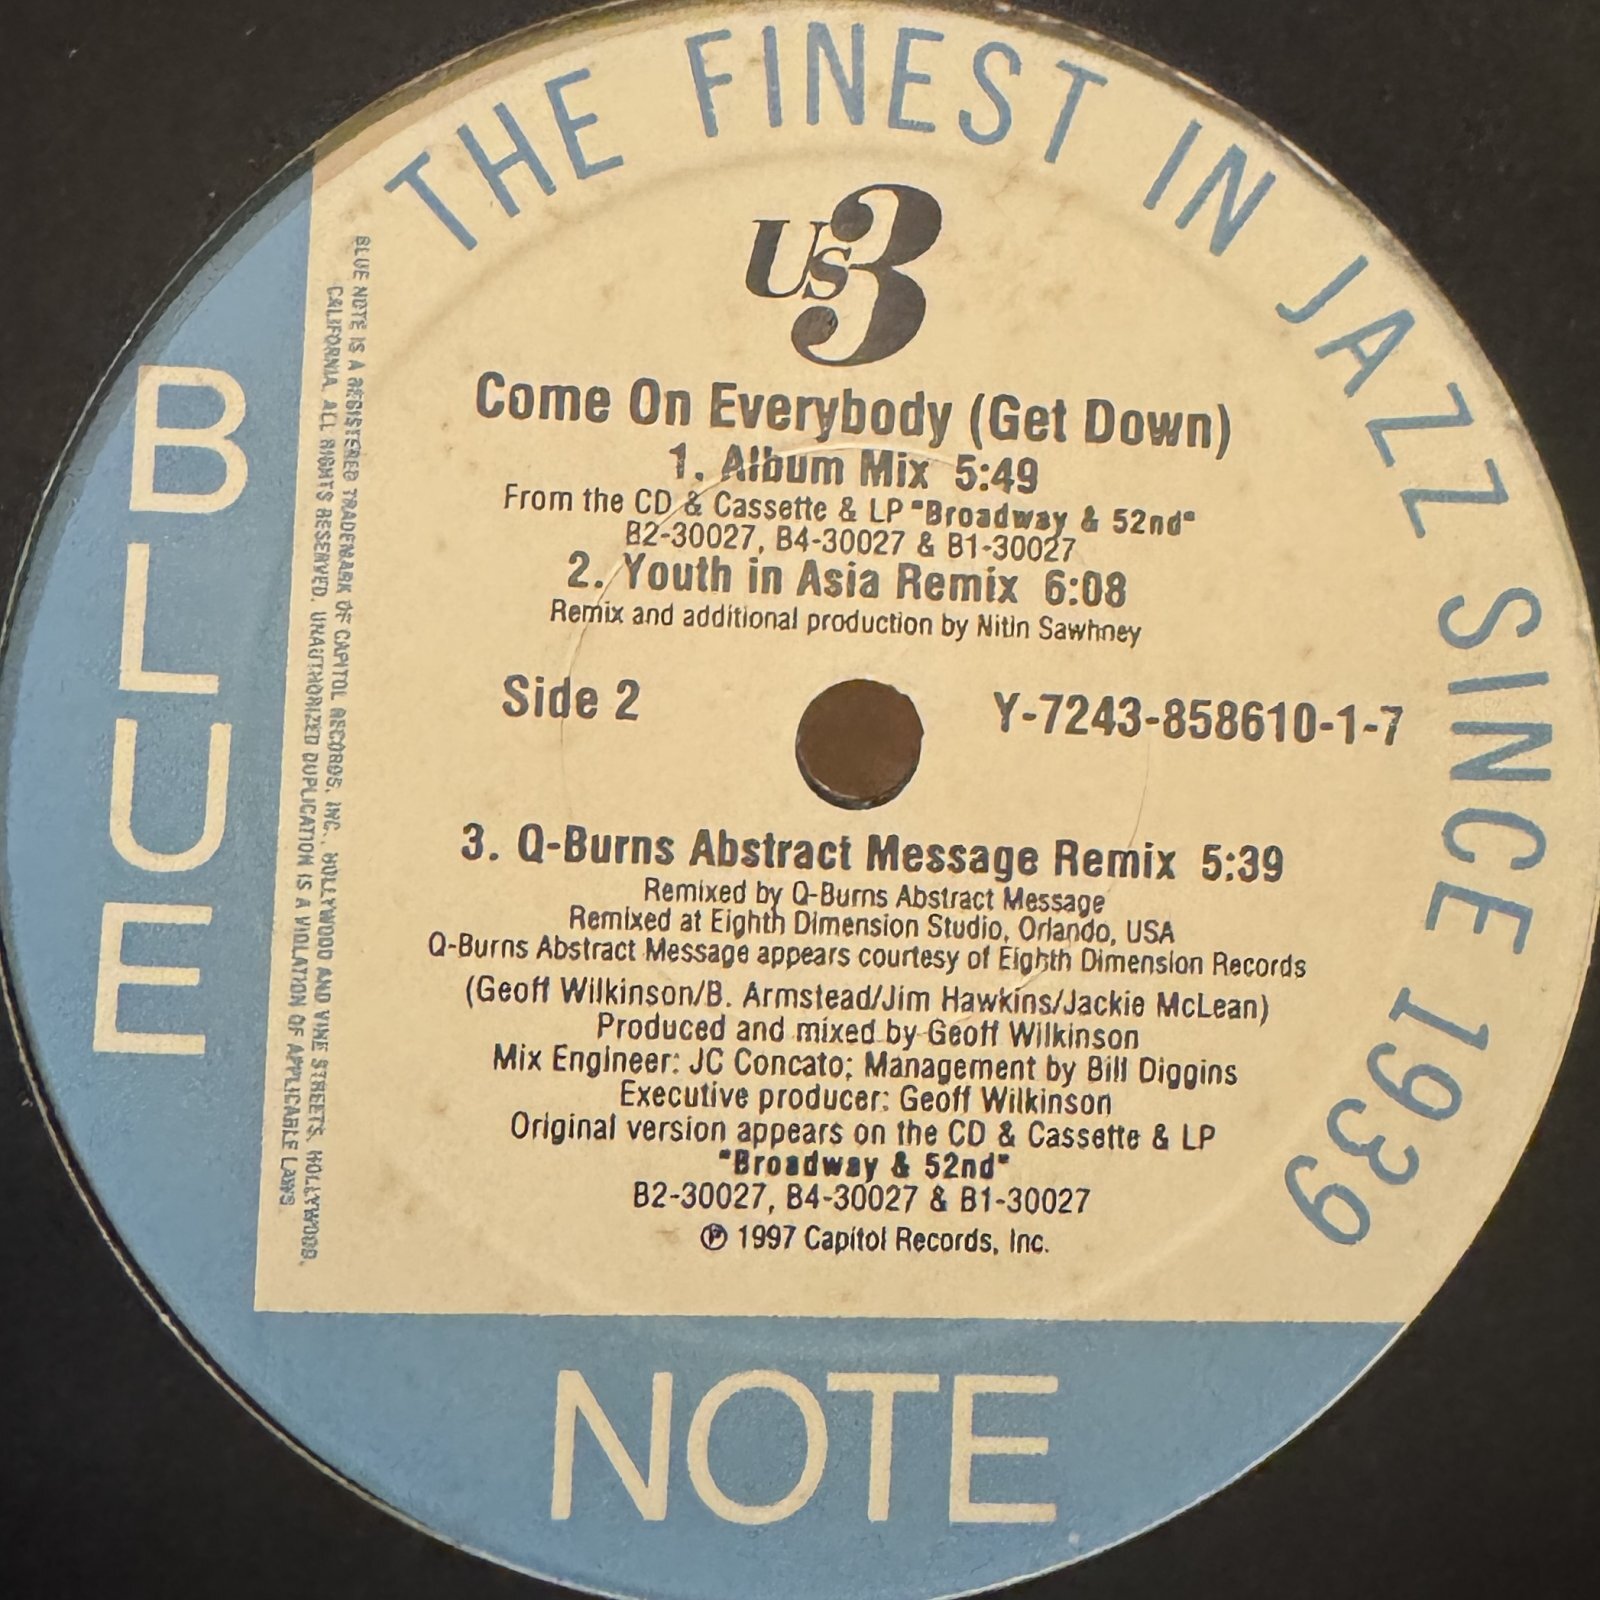 THE FINEST IN JAZZ SINCE 1939
US3
Come On Everybody (Get Down)
1. Album Mix 5:49
From the CD & Cassette & LP "Broadway & 52nd"
B2-30027, B4-30027 & B1-30027
2. Youth in Asia Remix 6:08
Remix and additional production by Nitin Sawhney
Side 2
Y-7243-858610-1-7
3. Q-Burns Abstract Message Remix 5:39
Remixed by Q-Burns Abstract Message
Remixed at Eighth Dimension Studio, Orlando, USA
Q-Burns Abstract Message appears courtesy of Eighth Dimension Records
(Geoff Wilkinson/B. Armstead/Jim Hawkins/Jackie McLean)
Produced and mixed by Geoff Wilkinson
Mix Engineer: JC Concato; Management by Bill Diggins
Executive producer: Geoff Wilkinson
Original version appears on the CD & Cassette & LP
"Broadway & 52nd"
B2-30027, B4-30027 & B1-30027
℗ 1997 Capitol Records, Inc.
BLUE NOTE IS A REGISTERED TRADEMARK OF CAPITOL RECORDS, INC., HOLLYWOOD AND VINE STREETS, HOLLYWOOD,
CALIFORNIA. ALL RIGHTS RESERVED. UNAUTHORIZED DUPLICATION IS A VIOLATION OF APPLICABLE LAWS.
BLUE
NOTE